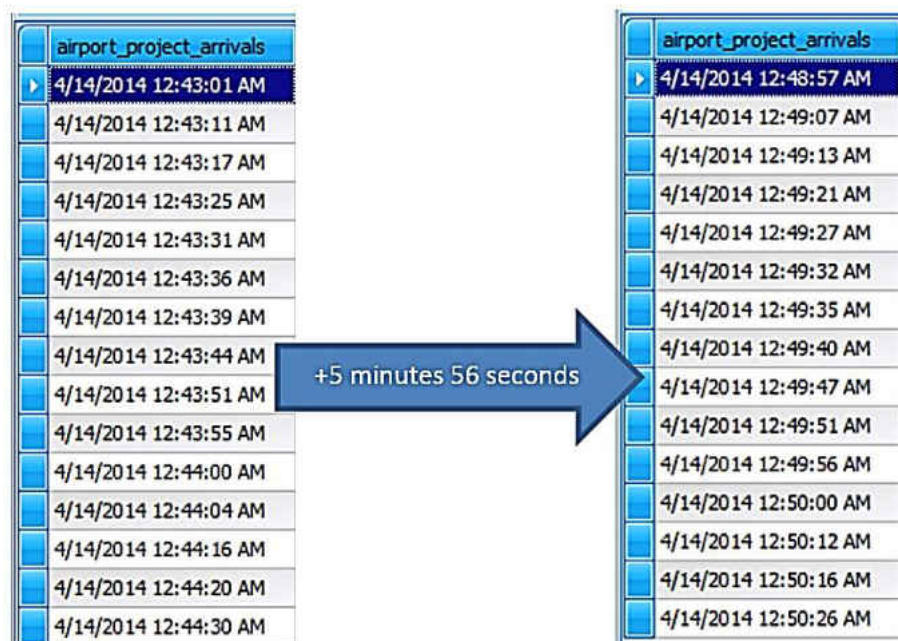 airport_project_arrivals
4/14/2014 12:43:01 AM
4/14/2014 12:43:11 AM
4/14/2014 12:43:17 AM
4/14/2014 12:43:25 AM
4/14/2014 12:43:31 AM
4/14/2014 12:43:36 AM
4/14/2014 12:43:39 AM
4/14/2014 12:43:44 AM
4/14/2014 12:43:51 AM
4/14/2014 12:43:55 AM
4/14/2014 12:44:00 AM
4/14/2014 12:44:04 AM
4/14/2014 12:44:16 AM
4/14/2014 12:44:20 AM
4/14/2014 12:44:30 AM
+5 minutes 56 seconds
airport_project_arrivals
4/14/2014 12:48:57 AM
4/14/2014 12:49:07 AM
4/14/2014 12:49:13 AM
4/14/2014 12:49:21 AM
4/14/2014 12:49:27 AM
4/14/2014 12:49:32 AM
4/14/2014 12:49:35 AM
4/14/2014 12:49:40 AM
4/14/2014 12:49:47 AM
4/14/2014 12:49:51 AM
4/14/2014 12:49:56 AM
4/14/2014 12:50:00 AM
4/14/2014 12:50:12 AM
4/14/2014 12:50:16 AM
4/14/2014 12:50:26 AM